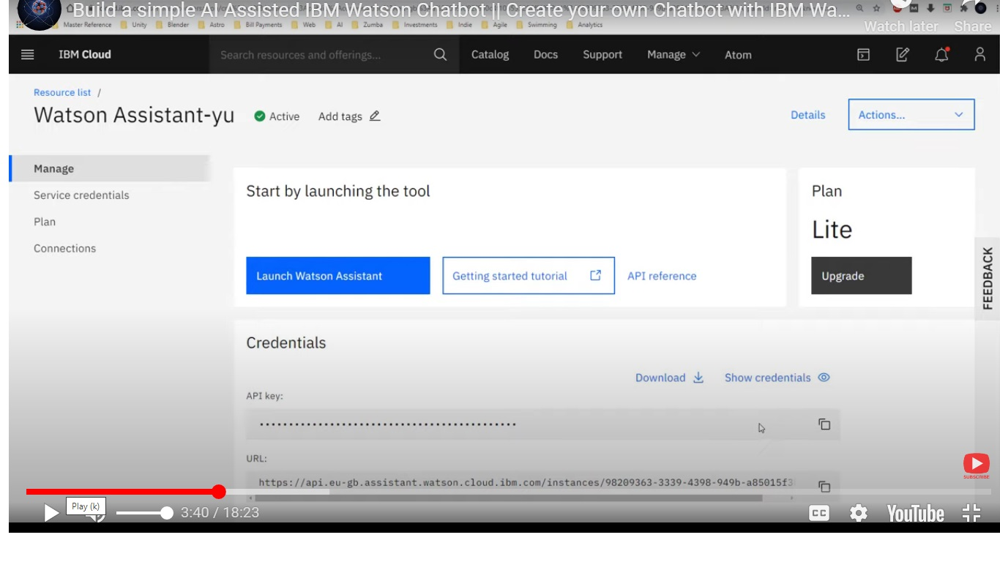 Build a simple AI Assisted IBM Watson Chatbot || Create your own Chatbot with IBM Wa...
Master Reference Unity Blender Astro Bill Payments Web AI Zumba Investments Indie Agile Swimming Analytics
Watch later Share
IBM Cloud Search resources and offerings... Catalog Docs Support Manage Atom
Resource list /
Watson Assistant-yu Active Add tags Details Actions...
Manage
Service credentials
Plan
Connections
Start by launching the tool
Launch Watson Assistant Getting started tutorial API reference
Plan
Lite
Upgrade
FEEDBACK
Credentials
Download Show credentials
API key:
URL:
https://api.eu-gb.assistant.watson.cloud.ibm.com/instances/98209363-3339-4398-949b-a85015f3
SUBSCRIBE
Play (k)
3:40 / 18:23
CC YouTube